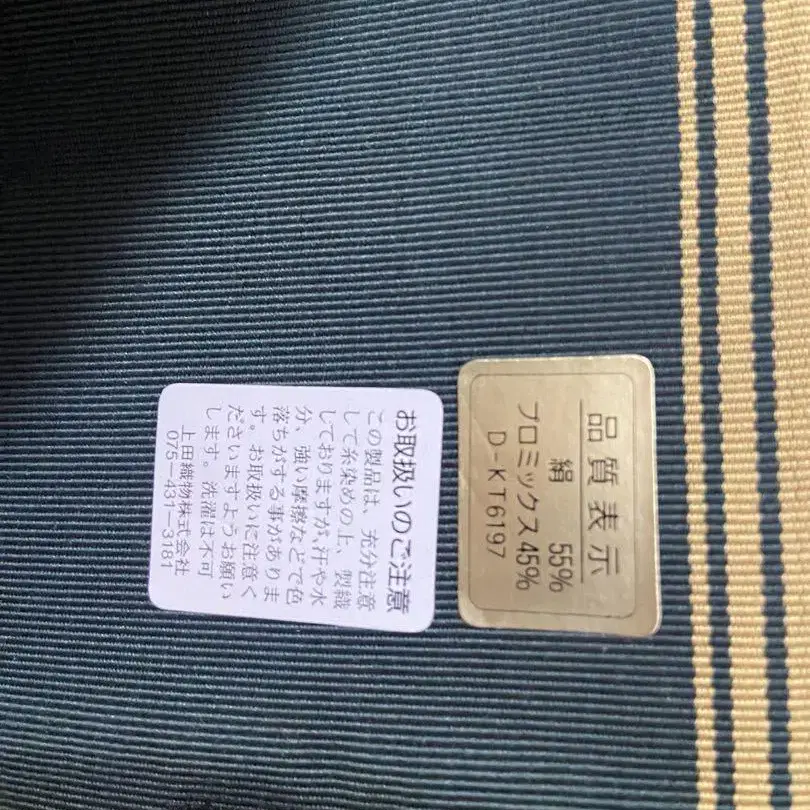 品質表示
絹 55%
プロミックス45%
D-KT6197
お取扱いのご注意
この製品は、充分注意
して糸染めの上、製織
しておりますが、汗や水
分、強い摩擦などで色
落ちがする事がありま
す。お取扱いに注意く
ださいますようお願い
します。洗濯は不可
上田織物株式会社
075-431-3181